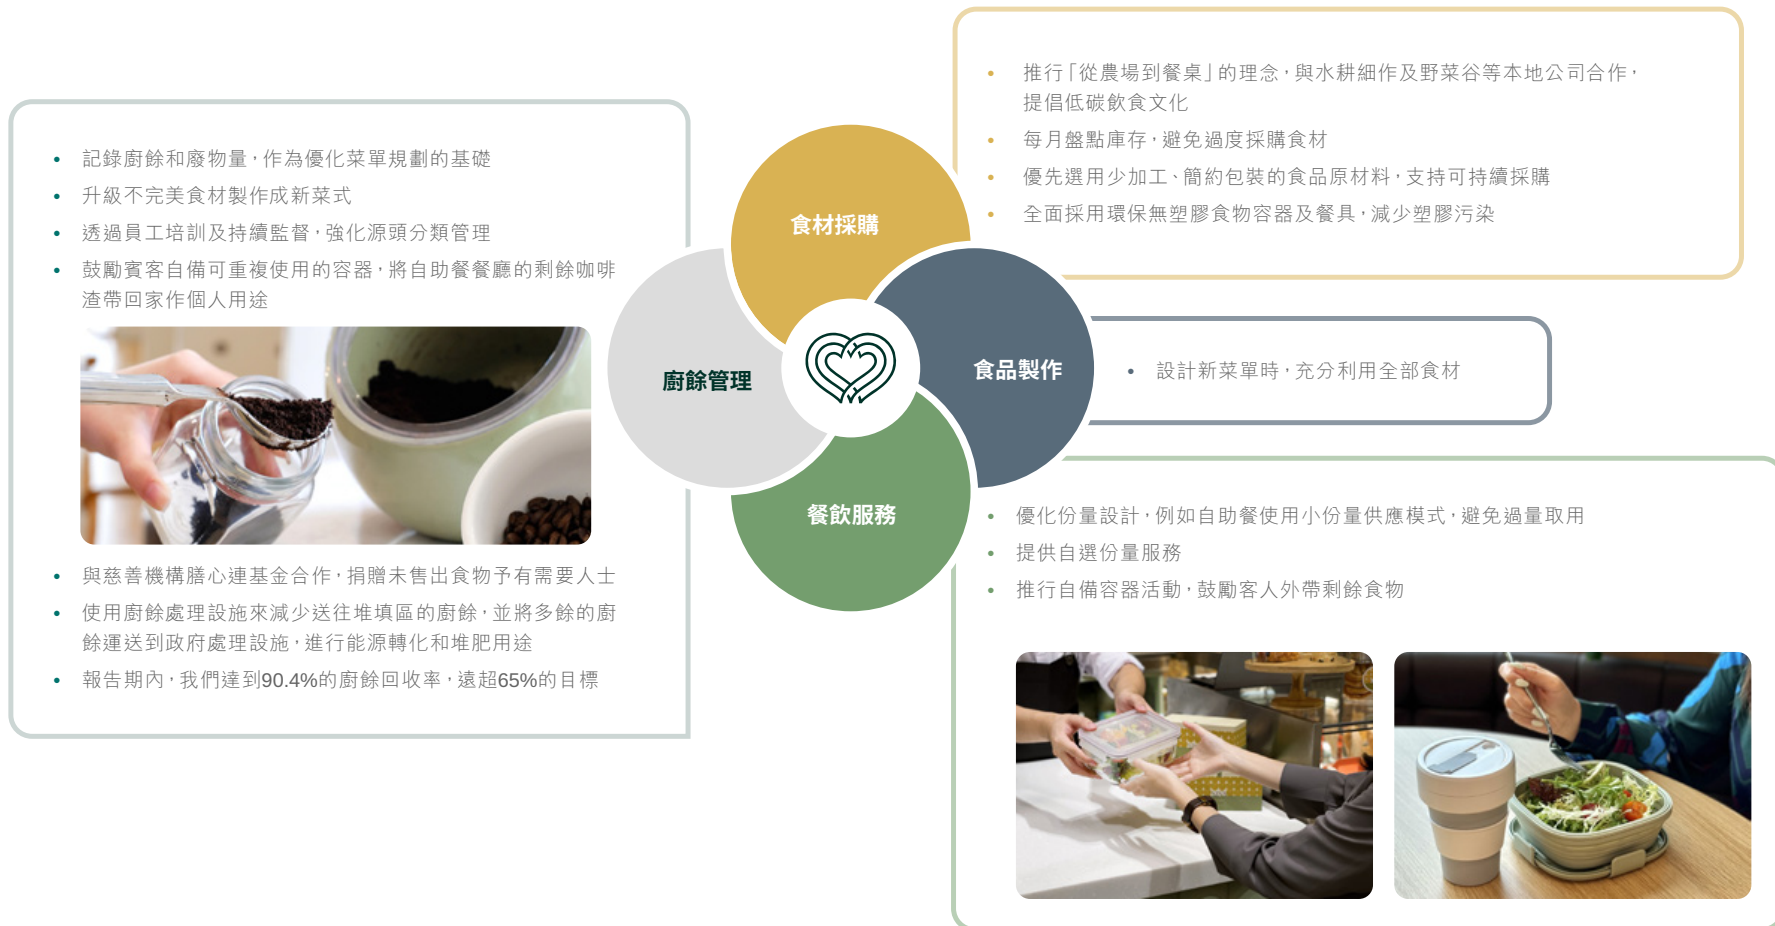 記錄廚餘和廢物量，作為優化菜單規劃的基礎
升級不完美食材製作成新菜式
透過員工培訓及持續監督，強化源頭分類管理
鼓勵賓客自備可重複使用的容器，將自助餐餐廳的剩餘咖啡
渣帶回家作個人用途
與慈善機構膳心連基金合作，捐贈未售出食物予有需要人士
使用廚餘處理設施來減少送往堆填區的廚餘，並將多餘的廚
餘運送到政府處理設施，進行能源轉化和堆肥用途
報告期內，我們達到90.4%的廚餘回收率，遠超65%的目標
食材採購
廚餘管理
食品製作
餐飲服務
推行「從農場到餐桌」的理念，與水耕細作及野菜谷等本地公司合作，
提倡低碳飲食文化
每月盤點庫存，避免過度採購食材
優先選用少加工、簡約包裝的食品原材料，支持可持續採購
全面採用環保無塑膠食物容器及餐具，減少塑膠污染
設計新菜單時，充分利用全部食材
優化份量設計，例如自助餐使用小份量供應模式，避免過量取用
提供自選份量服務
推行自備容器活動，鼓勵客人外帶剩餘食物